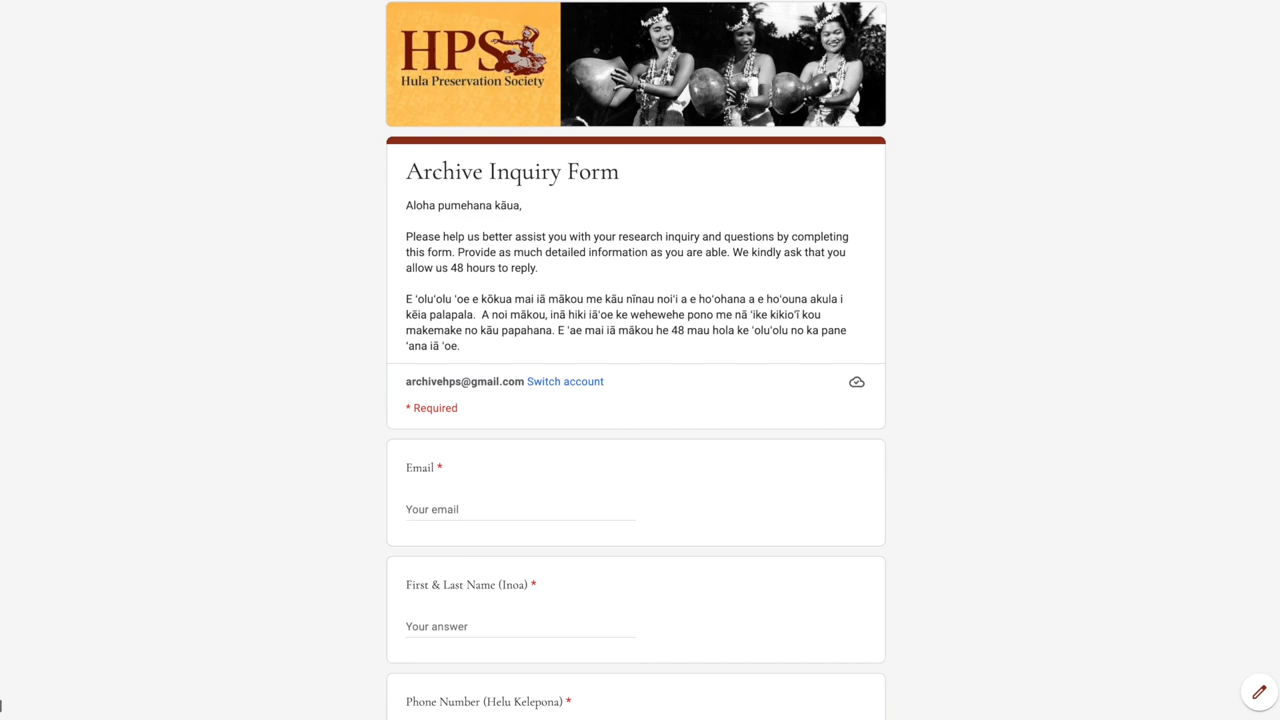 HPS
Hula Preservation Society
Archive Inquiry Form
Aloha pumehana kāua,
Please help us better assist you with your research inquiry and questions by completing
this form. Provide as much detailed information as you are able. We kindly ask that you
allow us 48 hours to reply.
E ʻoluʻolu ʻoe e kōkua mai iā mākou me kāu nīnau noiʻi a e hoʻohana a e hoʻouna akula i
kēia palapala.  A noi mākou, inā hiki iāʻoe ke wehewehe pono me nā ʻike kikioʻī kou
makemake no kāu papahana. E ʻae mai iā mākou he 48 mau hola ke ʻoluʻolu no ka pane
ʻana iā ʻoe.
archivehps@gmail.com Switch account
* Required
Email *
Your email
First & Last Name (Inoa) *
Your answer
Phone Number (Helu Kelepona) *